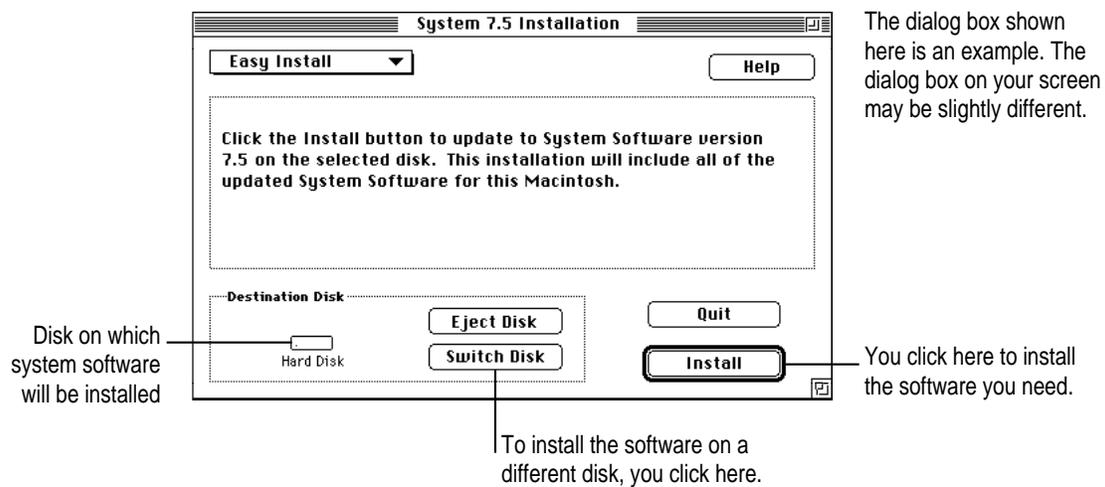 System 7.5 Installation
The dialog box shown
here is an example. The
dialog box on your screen
may be slightly different.
Easy Install
Help
Click the Install button to update to System Software version
7.5 on the selected disk. This installation will include all of the
updated System Software for this Macintosh.
Destination Disk
Eject Disk
Quit
Disk on which
system software
will be installed
Hard Disk
Switch Disk
Install
You click here to install
the software you need.
To install the software on a
different disk, you click here.